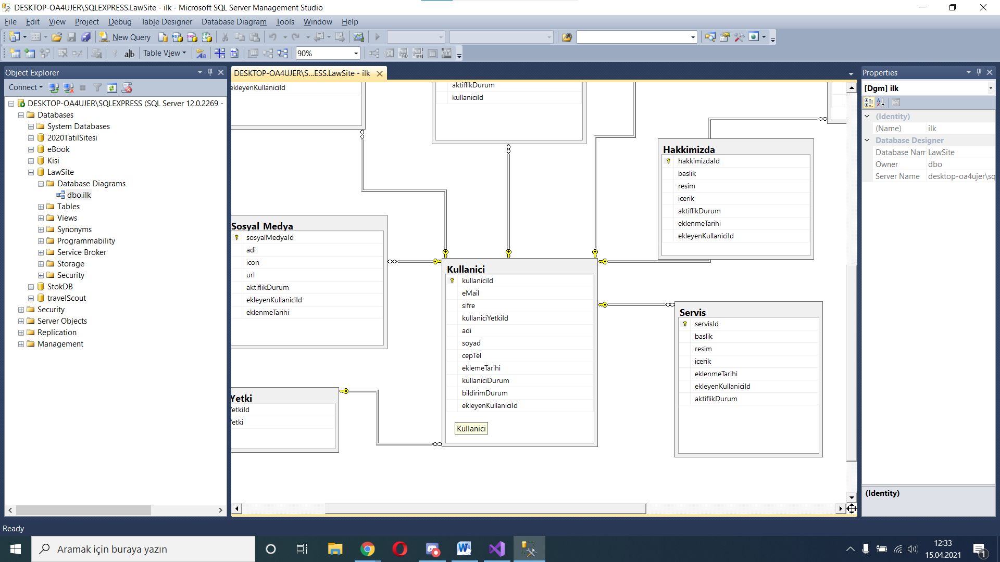 DESKTOP-OA4UJER\SQLEXPRESS.LawSite - ilk - Microsoft SQL Server Management Studio
File Edit View Project Debug Table Designer Database Diagram Tools Window Help
New Query
alb Table View 90%
Object Explorer
Connect
DESKTOP-OA4UJER\SQLEXPRESS (SQL Server 12.0.2269 -
Databases
System Databases
2020TatilSitesi
eBook
Kisi
LawSite
Database Diagrams
dbo.ilk
Tables
Views
Synonyms
Programmability
Service Broker
Storage
Security
StokDB
travelScout
Security
Server Objects
Replication
Management
DESKTOP-OA4UJER\S...ESS.LawSite - ilk
ekleyenKullaniciId
aktiflikDurum
kullaniciId
Hakkimizda
hakkimizdaId
baslik
resim
icerik
aktiflikDurum
eklenmeTarihi
ekleyenKullaniciId
Sosyal Medya
sosyalMedyaId
adi
icon
url
aktiflikDurum
ekleyenKullaniciId
eklenmeTarihi
Kullanici
kullaniciId
eMail
sifre
kullaniciYetkiId
adi
soyad
cepTel
eklemeTarihi
kullaniciDurum
bildirimDurum
ekleyenKullaniciId
Kullanici
Servis
servisId
baslik
resim
icerik
eklenmeTarihi
ekleyenKullaniciId
aktiflikDurum
Yetki
YetkiId
Yetki
Properties
[Dgm] ilk
(Identity)
(Name) ilk
Database Designer
Database Nam LawSite
Owner dbo
Server Name desktop-oa4ujer\sq
(Identity)
Ready
Aramak için buraya yazın
12:33
15.04.2021
1